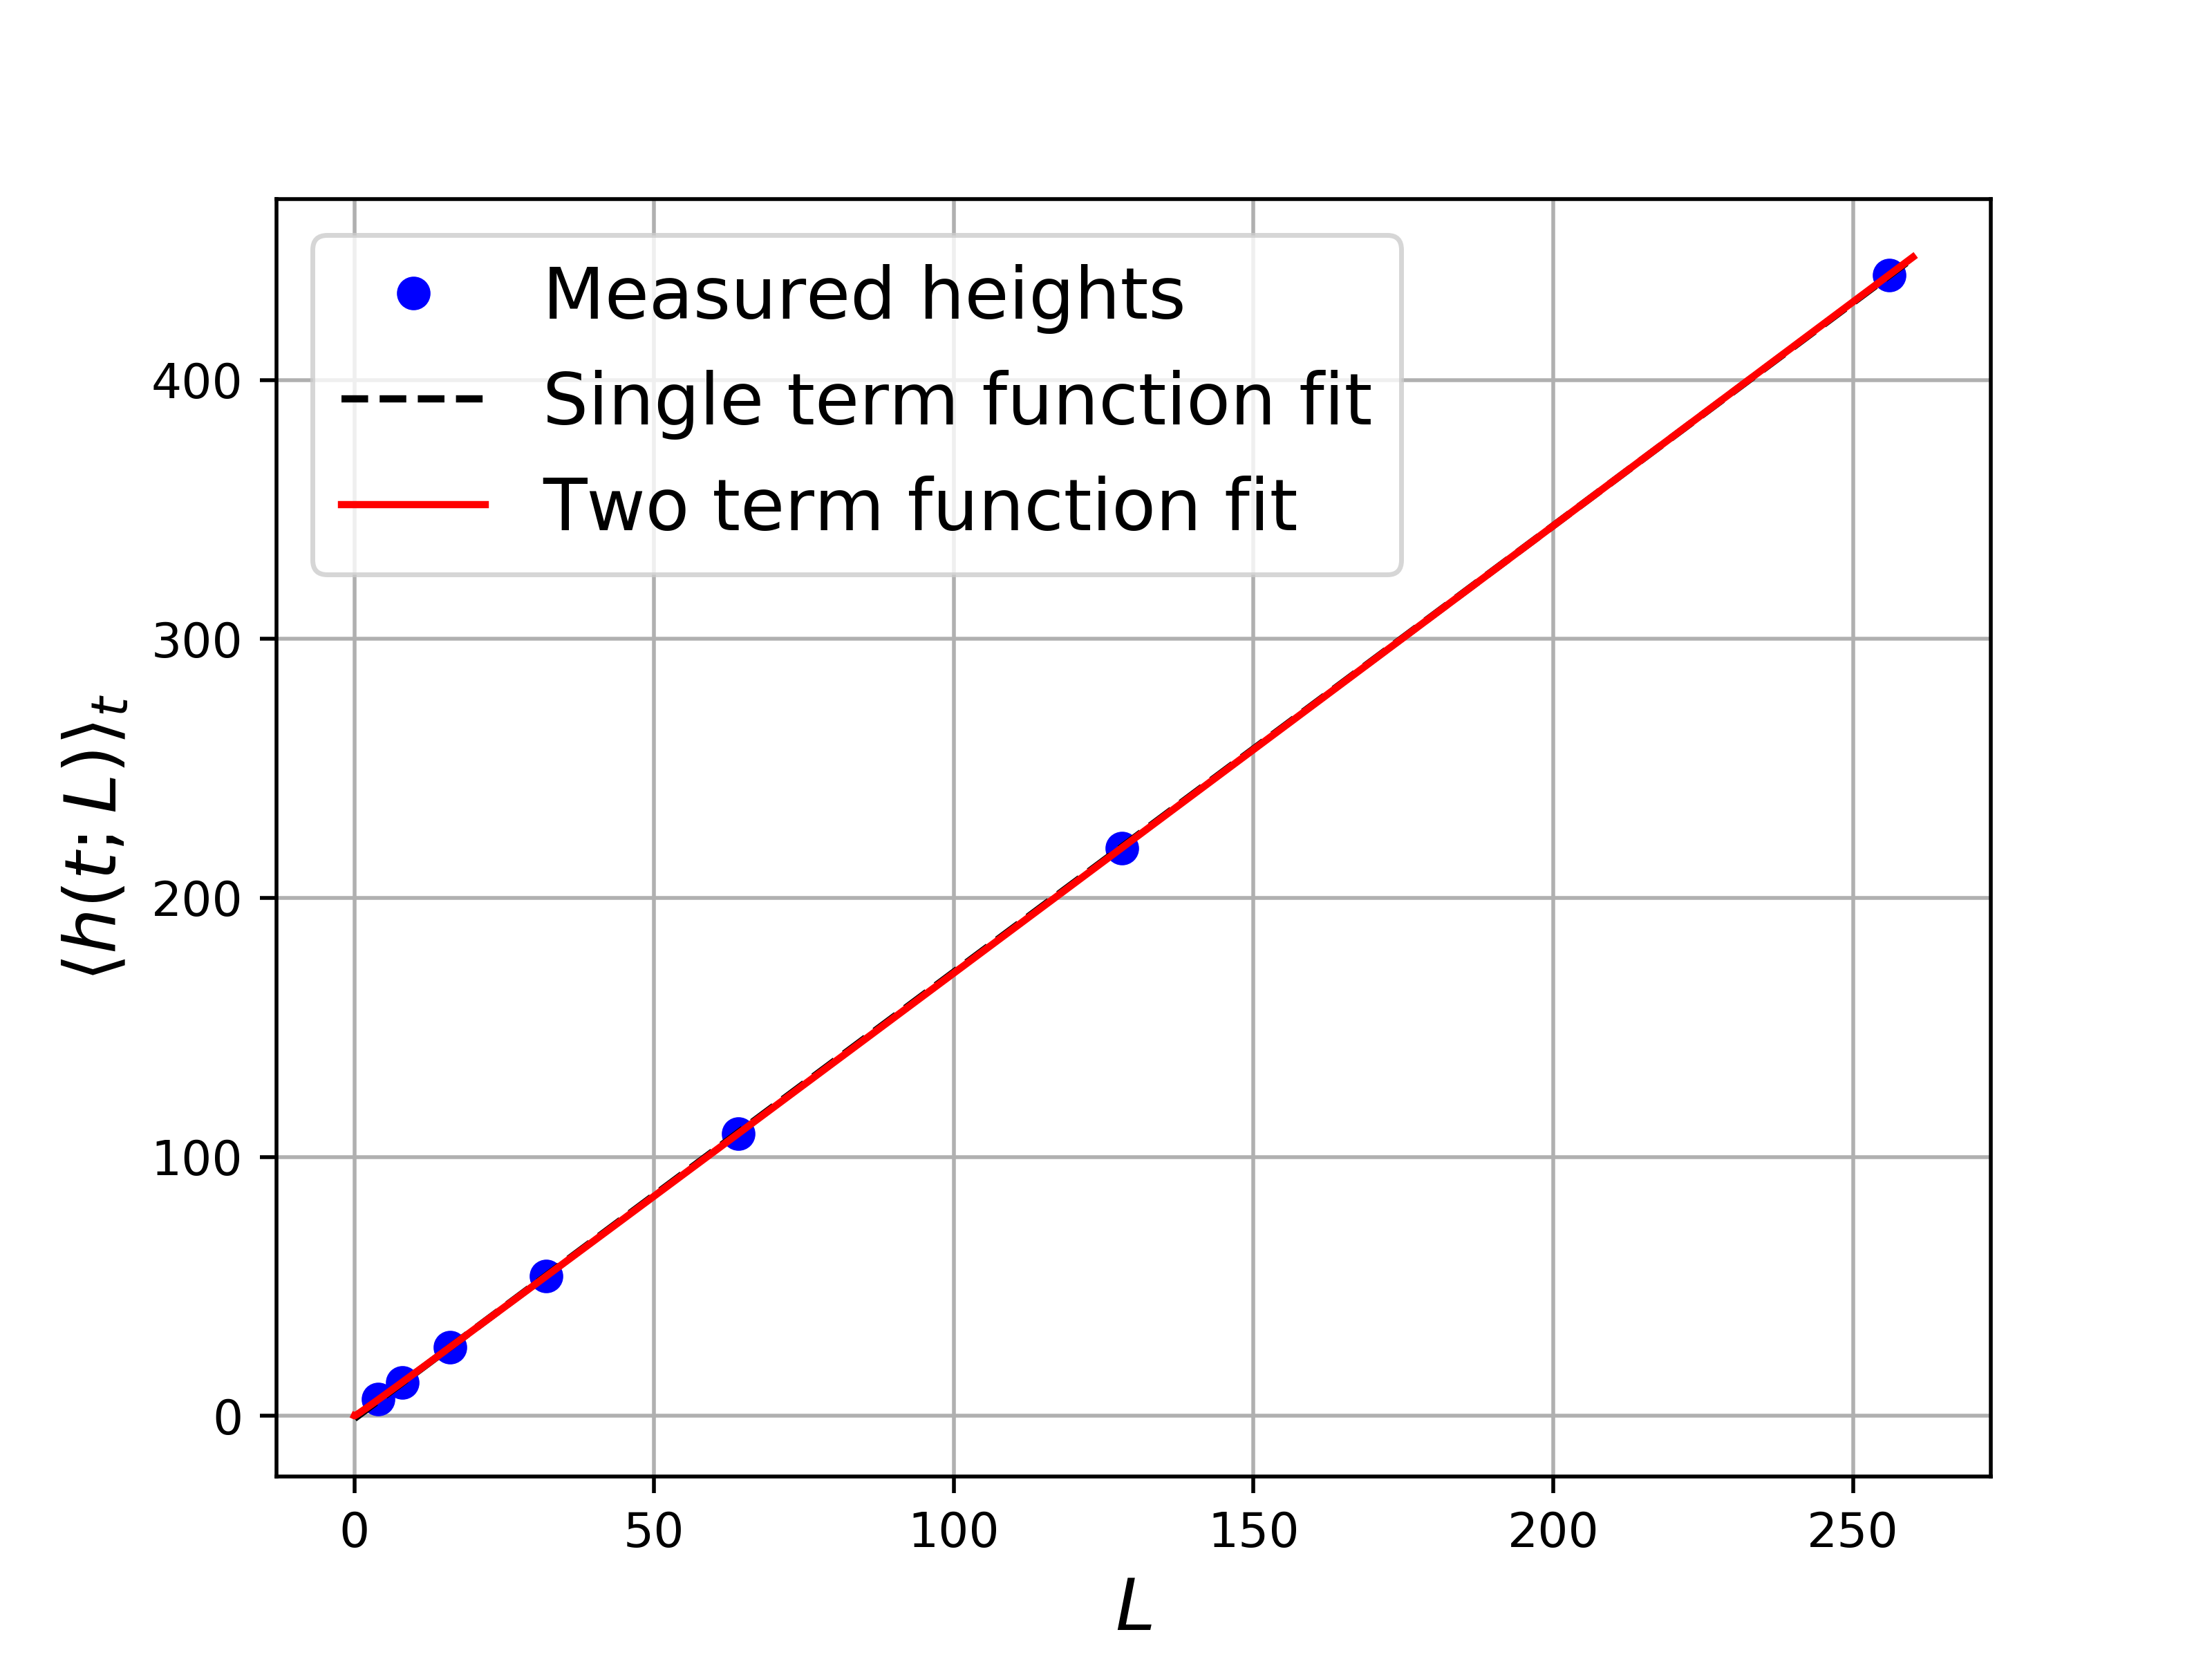 Measured heights
Single term function fit
Two term function fit
400
300
200
100
0
⟨h(t; L)⟩t
0 50 100 150 200 250
L